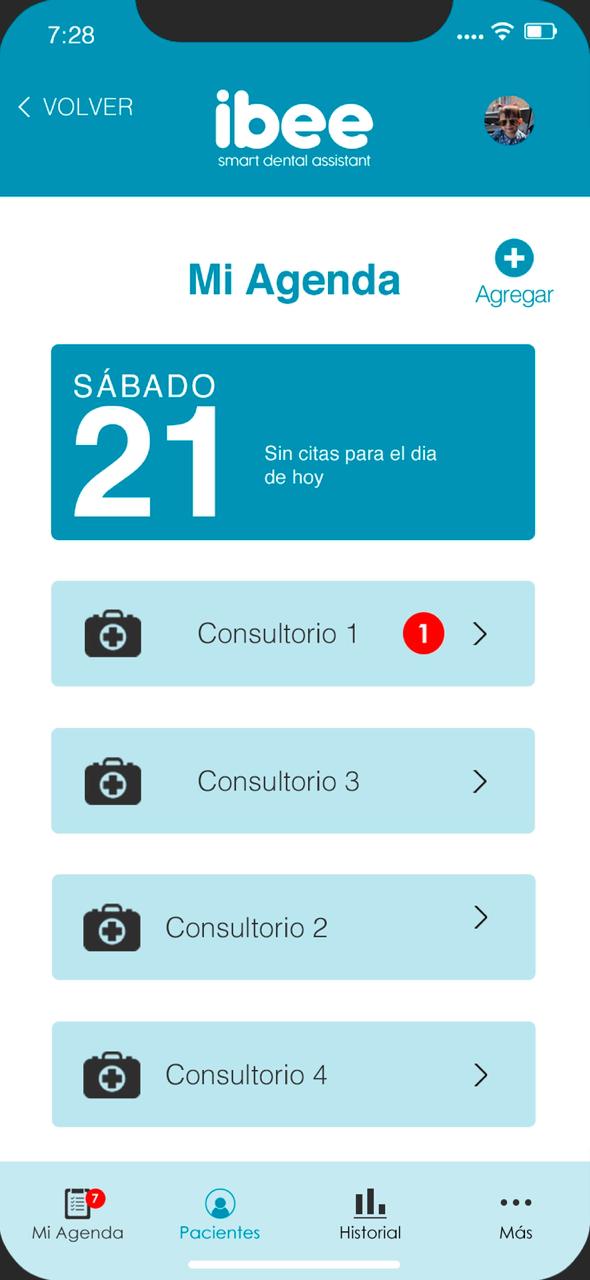 7:28
VOLVER
ibee
smart dental assistant
Mi Agenda
Agregar
SÁBADO
21
Sin citas para el dia
de hoy
Consultorio 1
1
Consultorio 3
Consultorio 2
Consultorio 4
7
Mi Agenda
Pacientes
Historial
Más